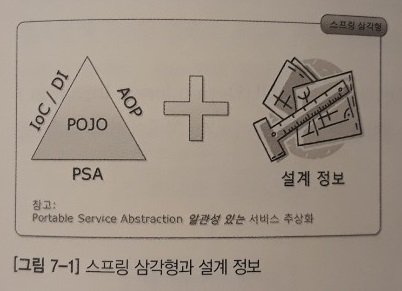 스프링 삼각형
IoC / DI
AOP
POJO
PSA
설계 정보
참고:
Portable Service Abstraction 일관성 있는 서비스 추상화
[그림 7-1] 스프링 삼각형과 설계 정보